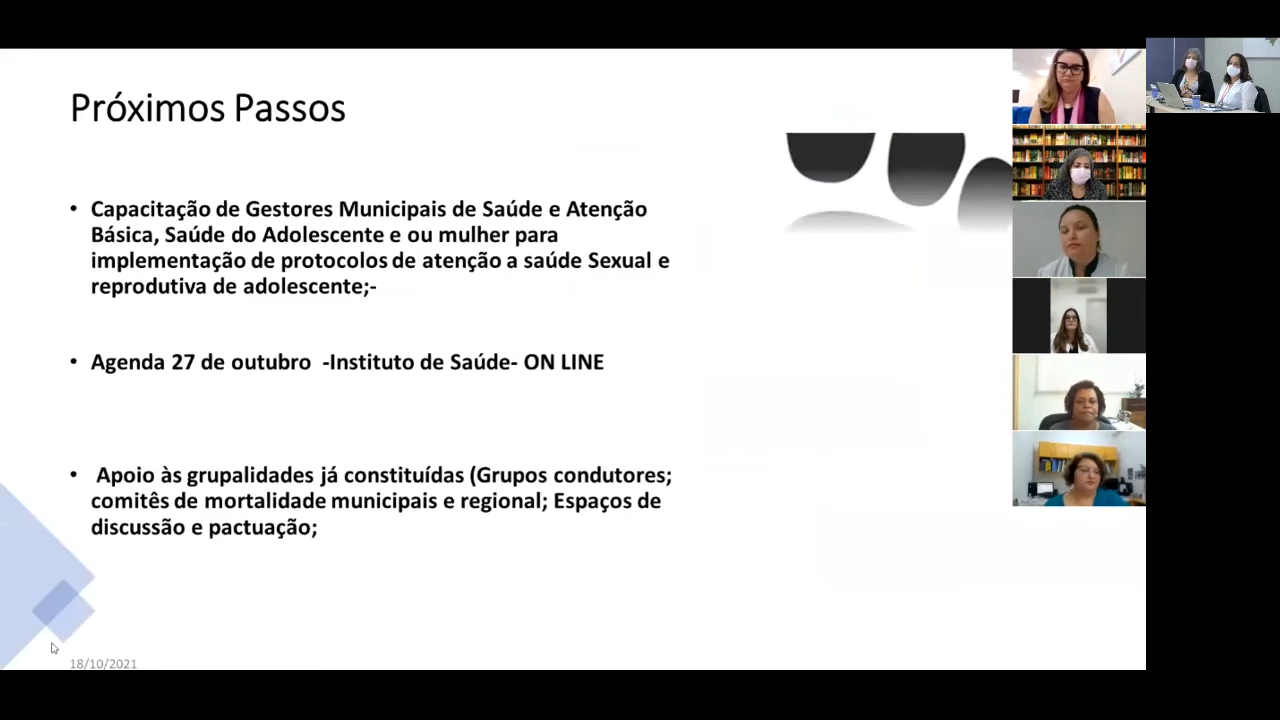 Próximos Passos
• Capacitação de Gestores Municipais de Saúde e Atenção
Básica, Saúde do Adolescente e ou mulher para
implementação de protocolos de atenção a saúde Sexual e
reprodutiva de adolescente;-
• Agenda 27 de outubro -Instituto de Saúde- ON LINE
• Apoio às grupalidades já constituídas (Grupos condutores;
comitês de mortalidade municipais e regional; Espaços de
discussão e pactuação;
18/10/2021